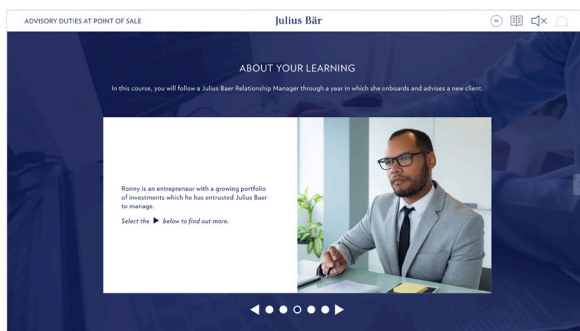 ADVISORY DUTIES AT POINT OF SALE
Julius Bär
ABOUT YOUR LEARNING
In this course, you will follow a Julius Baer Relationship Manager through a year in which she onboards and advises a new client.
Ronny is an entrepreneur with a growing portfolio
of investments which he has entrusted Julius Baer
to manage.
Select the ▶ below to find out more.